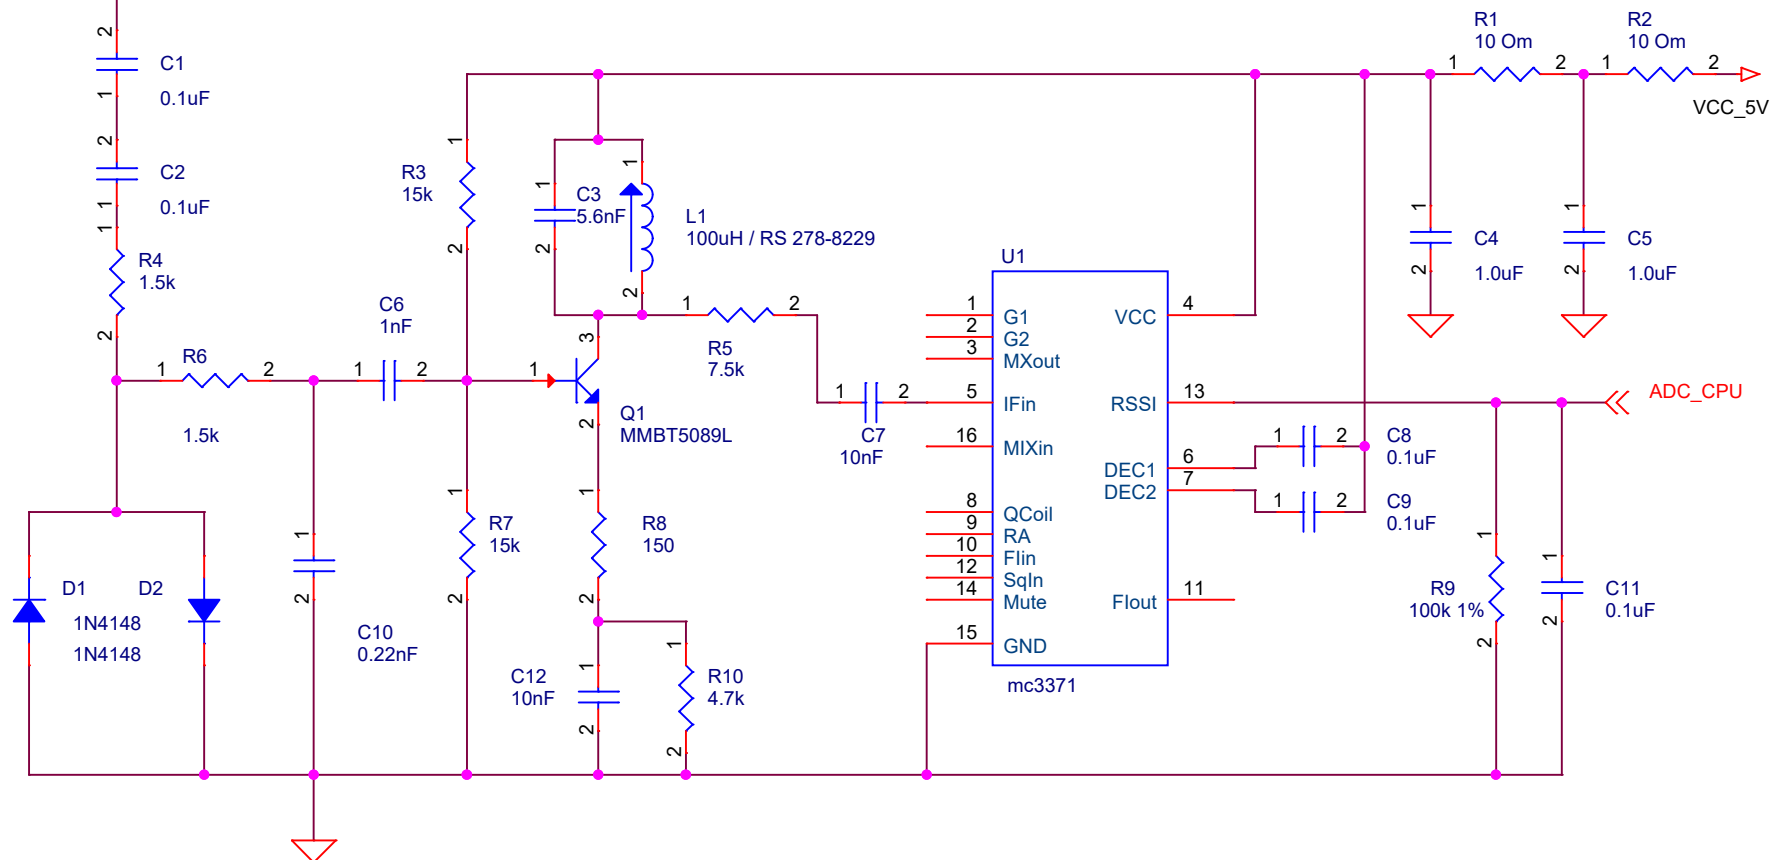 R1
10 Om
R2
10 Om
1
2
1
2
VCC_5V
2
C1
0.1uF
1
2
C2
0.1uF
1
1
R4
1.5k
2
R3
15k
1
2
1
C3
5.6nF
2
1
L1
100uH / RS 278-8229
2
C4
1.0uF
1
2
C5
1.0uF
1
2
U1
1
G1
2
G2
3
MXout
5
IFin
16
MIXin
8
QCoil
9
RA
10
FIin
12
SqIn
14
Mute
15
GND
VCC
4
RSSI
13
DEC1
6
DEC2
7
FIout
11
mc3371
ADC_CPU
1
R5
7.5k
2
C6
1nF
1
2
R6
1
2
1.5k
3
1
Q1
MMBT5089L
2
1
2
C7
10nF
1
2
C8
0.1uF
1
2
C9
0.1uF
1
R7
15k
2
1
R8
150
2
D1
D2
1N4148
1N4148
1
2
C10
0.22nF
1
C12
10nF
2
1
R10
4.7k
2
1
R9
100k 1%
2
1
C11
0.1uF
2